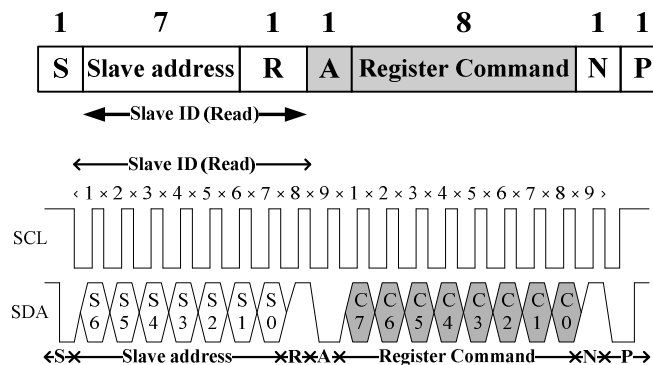 1 7 1 1 8 1 1
S Slave address R A Register Command N P
Slave ID (Read)
Slave ID (Read)
‹ 1 × 2 × 3 × 4 × 5 × 6 × 7 × 8 × 9 × 1 × 2 × 3 × 4 × 5 × 6 × 7 × 8 × 9 ›
SCL
SDA S6 S5 S4 S3 S2 S1 S0 C7 C6 C5 C4 C3 C2 C1 C0
S Slave address R A Register Command N P